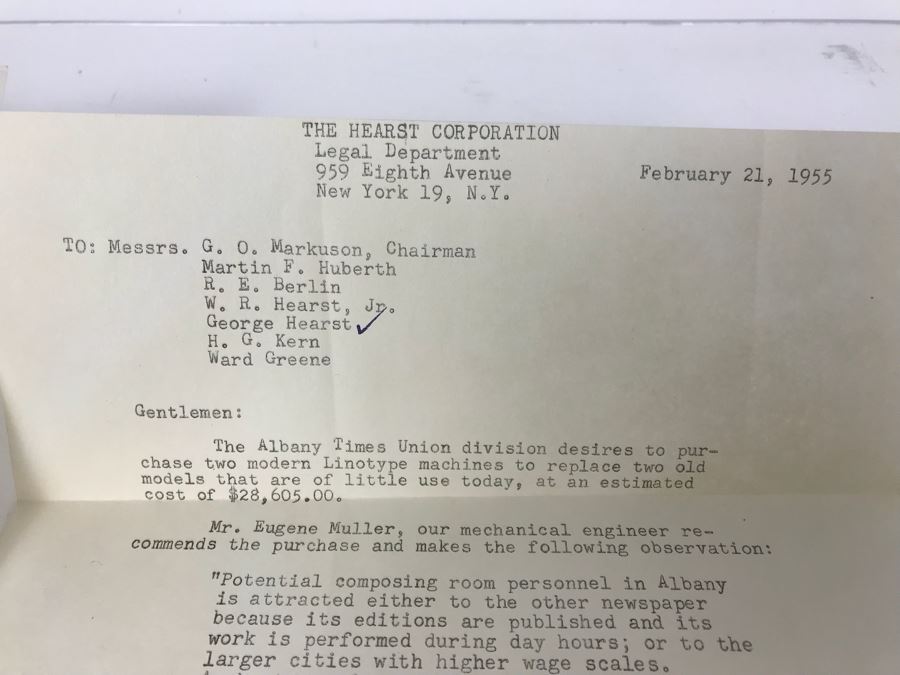 THE HEARST CORPORATION
Legal Department
959 Eighth Avenue
New York 19, N.Y.
February 21, 1955
TO: Messrs. G. O. Markuson, Chairman
Martin F. Huberth
R. E. Berlin
W. R. Hearst, Jr.
George Hearst
H. G. Kern
Ward Greene
Gentlemen:
The Albany Times Union division desires to pur-
chase two modern Linotype machines to replace two old
models that are of little use today, at an estimated
cost of $28,605.00.
Mr. Eugene Muller, our mechanical engineer re-
commends the purchase and makes the following observation:
"Potential composing room personnel in Albany
is attracted either to the other newspaper
because its editions are published and its
work is performed during day hours; or to the
larger cities with higher wage scales.